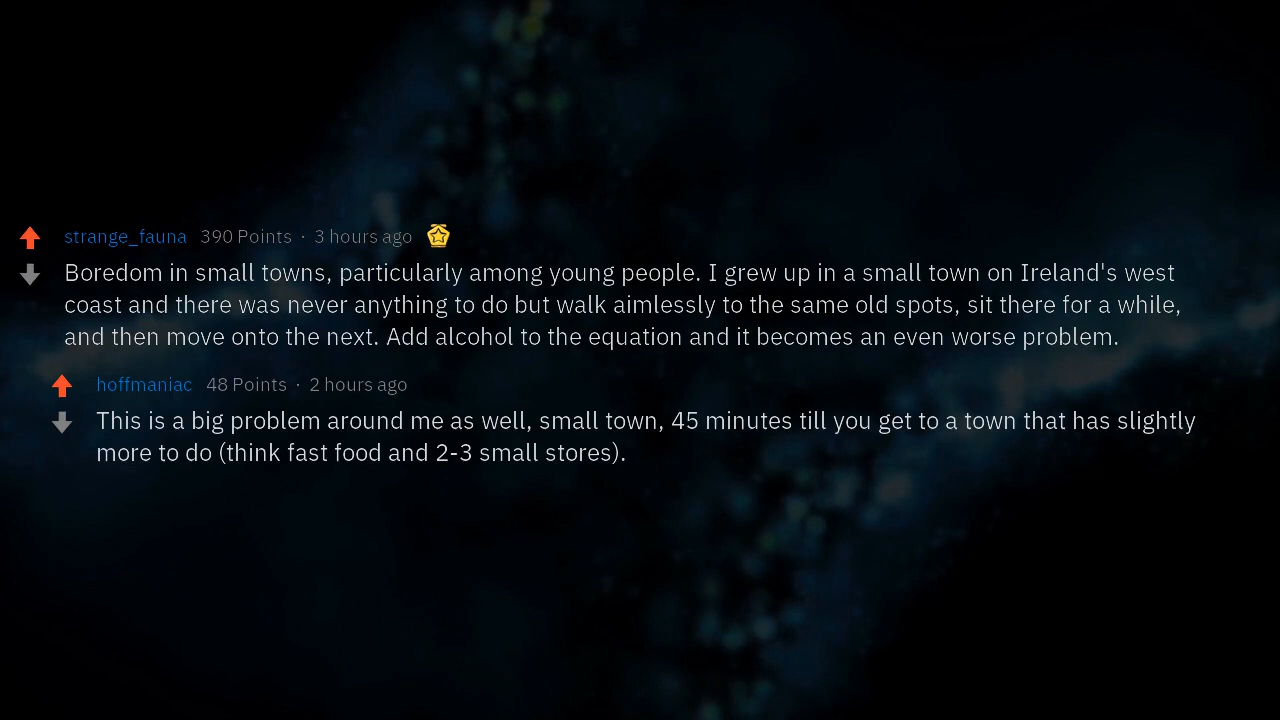 strange_fauna 390 Points · 3 hours ago
Boredom in small towns, particularly among young people. I grew up in a small town on Ireland's west
coast and there was never anything to do but walk aimlessly to the same old spots, sit there for a while,
and then move onto the next. Add alcohol to the equation and it becomes an even worse problem.
hoffmaniac 48 Points · 2 hours ago
This is a big problem around me as well, small town, 45 minutes till you get to a town that has slightly
more to do (think fast food and 2-3 small stores).